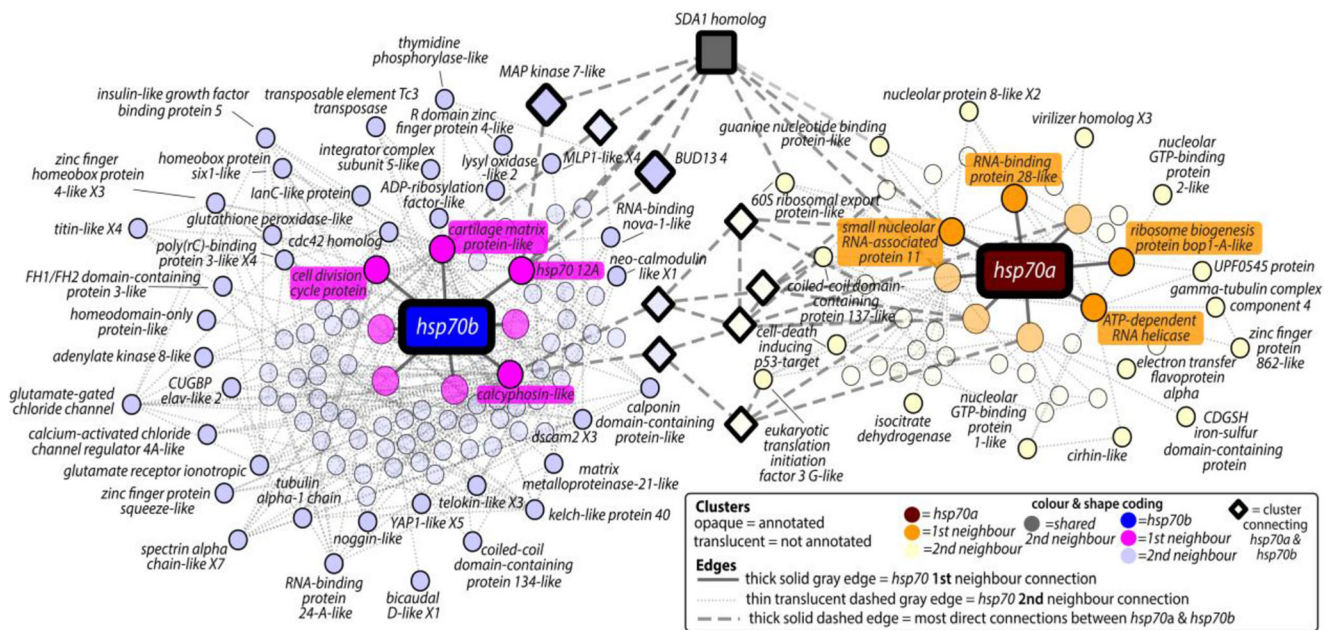 SDA1 homolog
thymidine
phosphorylase-like
MAP kinase 7-like
insulin-like growth factor
binding protein 5
transposable element Tc3
transposase
R domain zinc
finger protein 4-like
nucleolar protein 8-like X2
virilizer homolog X3
guanine nucleotide binding
protein-like
nucleolar
GTP-binding
protein
2-like
zinc finger
homeobox protein
4-like X3
homeobox protein
six1-like
integrator complex
subunit 5-like
lysyl oxidase
-like 2
MLP1-like X4
BUD13 4
RNA-binding
protein 28-like
lanC-like protein
ADP-ribosylation
factor-like
60S ribosomal export
protein-like
titin-like X4
glutathione peroxidase-like
RNA-binding
nova-1-like
poly(rC)-binding
protein 3-like X4
cdc42 homolog
cartilage matrix
protein-like
small nucleolar
RNA-associated
protein 11
ribosome biogenesis
protein bop1-A-like
FH1/FH2 domain-containing
protein 3-like
cell division
cycle protein
hsp70 12A
neo-calmodulin
like X1
hsp70a
UPF0545 protein
coiled-coil domain-
containing
protein 137-like
gamma-tubulin complex
component 4
homeodomain-only
protein-like
hsp70b
cell-death
inducing
p53-target
ATP-dependent
RNA helicase
zinc finger
protein
862-like
adenylate kinase 8-like
CUGBP
elav-like 2
calcyphosin-like
electron transfer
flavoprotein
alpha
glutamate-gated
chloride channel
calponin
domain-containing
protein-like
nucleolar
GTP-binding
protein
1-like
isocitrate
dehydrogenase
CDGSH
iron-sulfur
domain-containing
protein
calcium-activated chloride
channel regulator 4A-like
dscam2 X3
eukaryotic
translation
initiation
factor 3 G-like
cirhin-like
glutamate receptor ionotropic
matrix
metalloproteinase-21-like
zinc finger protein
squeeze-like
tubulin
alpha-1 chain
telokin-like X3
kelch-like protein 40
YAP1-like X5
noggin-like
spectrin alpha
chain-like X7
coiled-coil
domain-containing
protein 134-like
RNA-binding
protein
24-A-like
bicaudal
D-like X1
Clusters
opaque = annotated
translucent = not annotated
colour & shape coding
= hsp70a
=1st neighbour
=2nd neighbour
=shared
2nd neighbour
=hsp70b
=1st neighbour
=2nd neighbour
= cluster
connecting
hsp70a &
hsp70b
Edges
thick solid gray edge = hsp70 1st neighbour connection
thin translucent dashed gray edge = hsp70 2nd neighbour connection
thick solid dashed edge = most direct connections between hsp70a & hsp70b